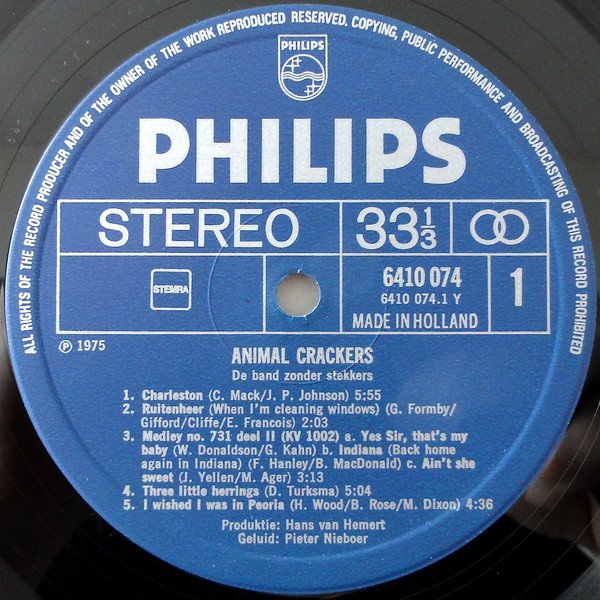 ALL RIGHTS OF THE RECORD PRODUCER AND OF THE OWNER OF THE WORK REPRODUCED RESERVED. COPYING, PUBLIC PERFORMANCE AND BROADCASTING OF THIS RECORD PROHIBITED
PHILIPS
PHILIPS
STEREO 33 1/3
STEMRA
6410 074
6410 074.1 Y
MADE IN HOLLAND
1
℗ 1975
ANIMAL CRACKERS
De band zonder stekkers
1. Charleston (C. Mack/J. P. Johnson) 5:55
2. Ruitenheer (When I'm cleaning windows) (G. Formby/
Gifford/Cliffe/E. Francois) 2:03
3. Medley no. 731 deel II (KV 1002) a. Yes Sir, that's my
baby (W. Donaldson/G. Kahn) b. Indiana (Back home
again in Indiana) (F. Hanley/B. MacDonald) c. Ain't she
sweet (J. Yellen/M. Ager) 3:13
4. Three little herrings (D. Turksma) 5:04
5. I wished I was in Peoria (H. Wood/B. Rose/M. Dixon) 4:36
Produktie: Hans van Hemert
Geluid: Pieter Nieboer